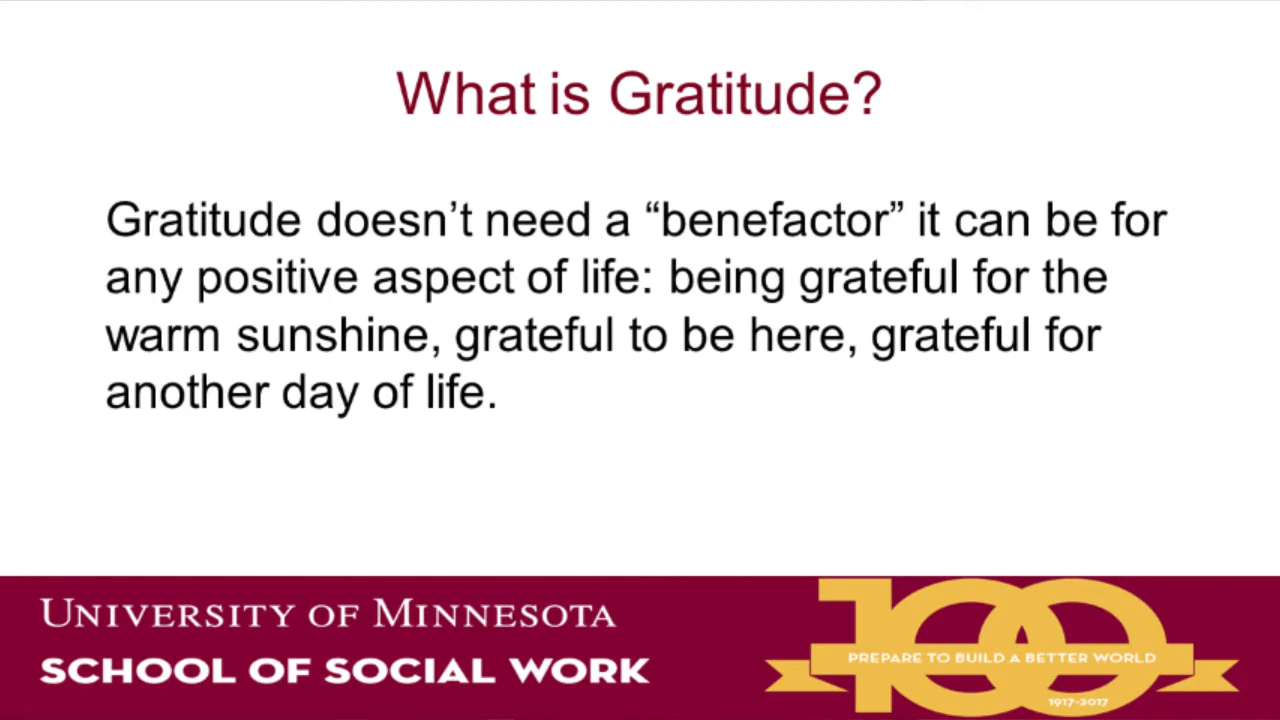 What is Gratitude?
Gratitude doesn’t need a “benefactor” it can be for
any positive aspect of life: being grateful for the
warm sunshine, grateful to be here, grateful for
another day of life.
UNIVERSITY OF MINNESOTA
SCHOOL OF SOCIAL WORK
100
PREPARE TO BUILD A BETTER WORLD
1917-2017